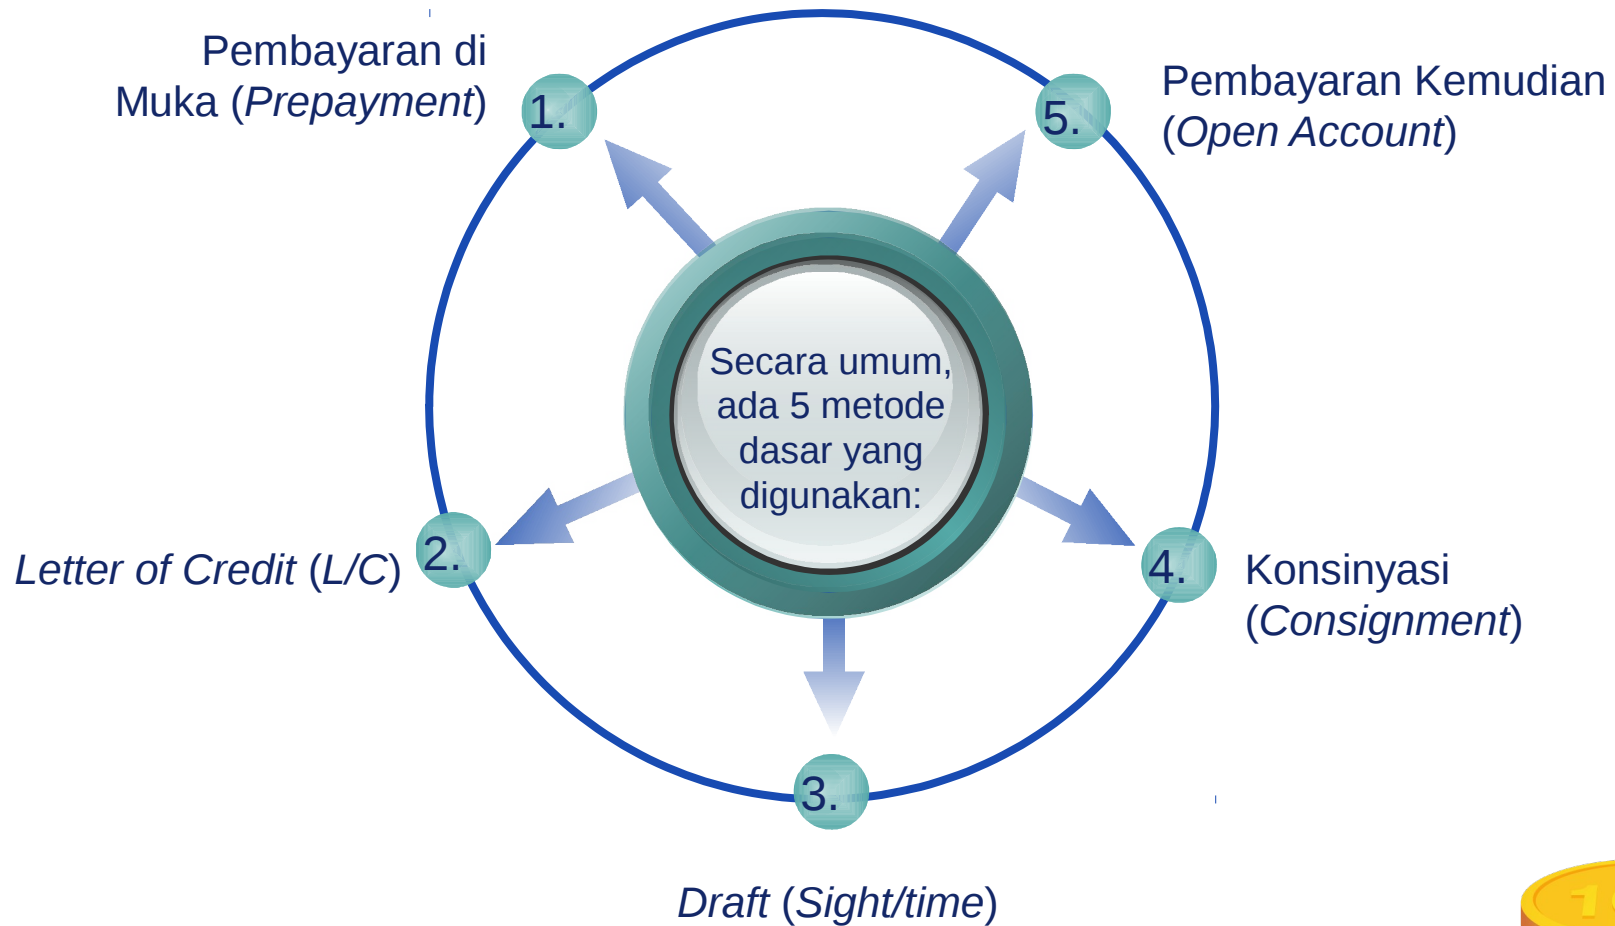 Pembayaran di
Muka (Prepayment)
1.
5.
Pembayaran Kemudian
(Open Account)
Secara umum,
ada 5 metode
dasar yang
digunakan:
Letter of Credit (L/C)
2.
4.
Konsinyasi
(Consignment)
3.
Draft (Sight/time)